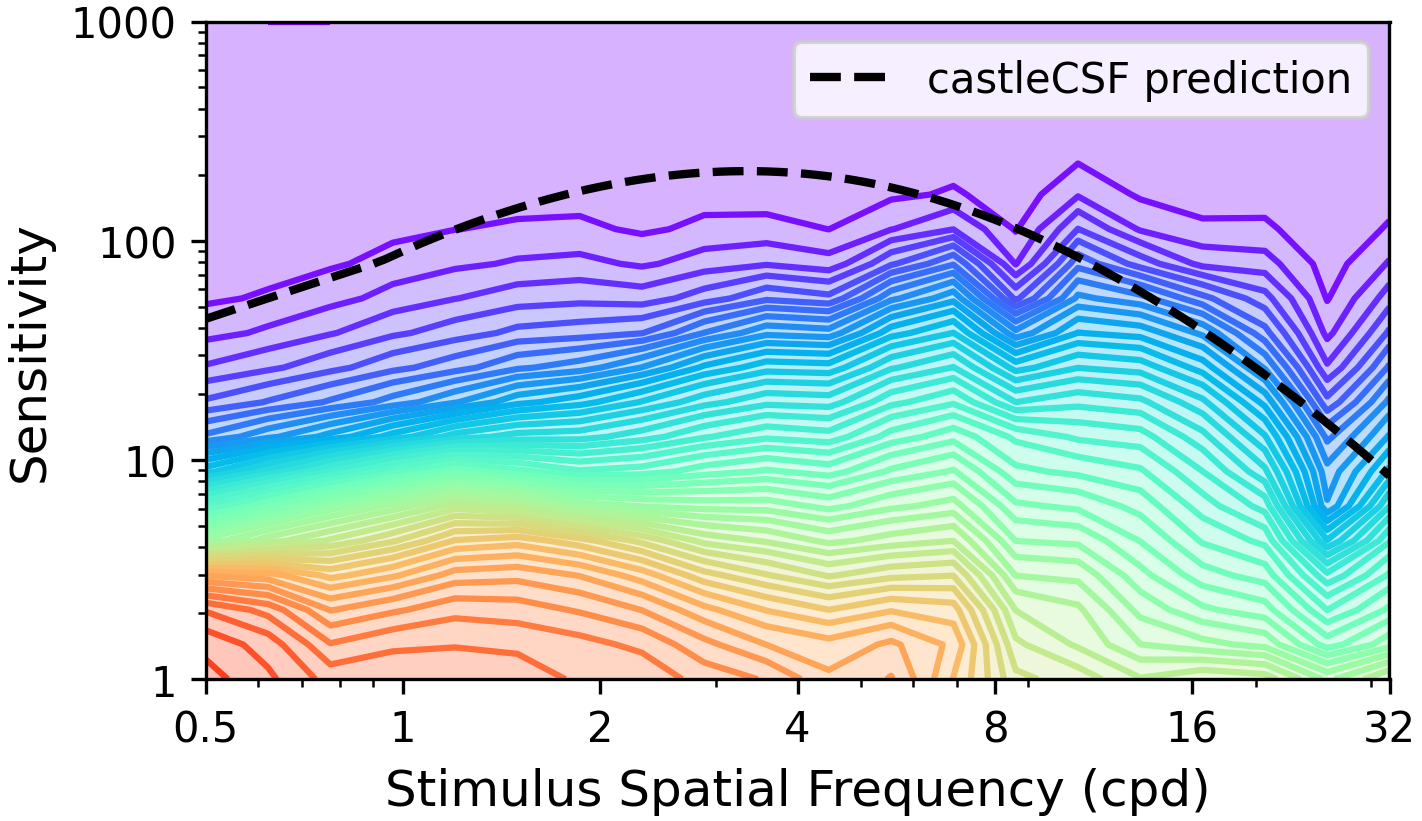 1000
100
10
1
Sensitivity
castleCSF prediction
0.5 1 2 4 8 16 32
Stimulus Spatial Frequency (cpd)